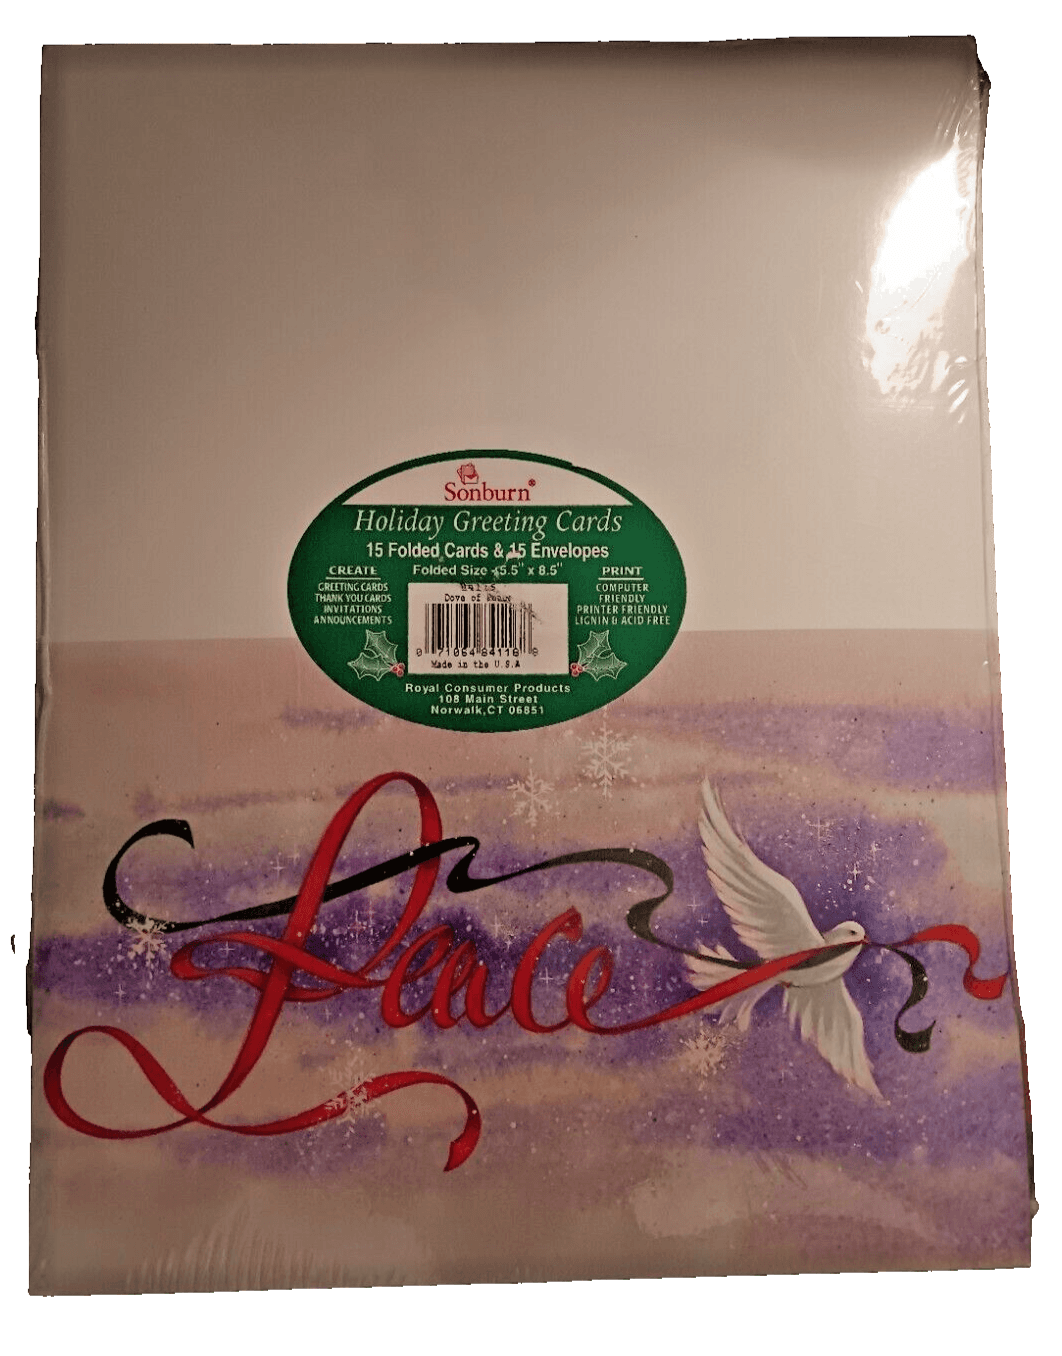 Sonburn®
Holiday Greeting Cards
15 Folded Cards & 15 Envelopes
Folded Size 5.5" x 8.5"
CREATE
GREETING CARDS
THANK YOU CARDS
INVITATIONS
ANNOUNCEMENTS
PRINT
COMPUTER
FRIENDLY
PRINTER FRIENDLY
LIGNIN & ACID FREE
Dove of
Made in the U.S.A
Royal Consumer Products
108 Main Street
Norwalk,CT 06851
Peace